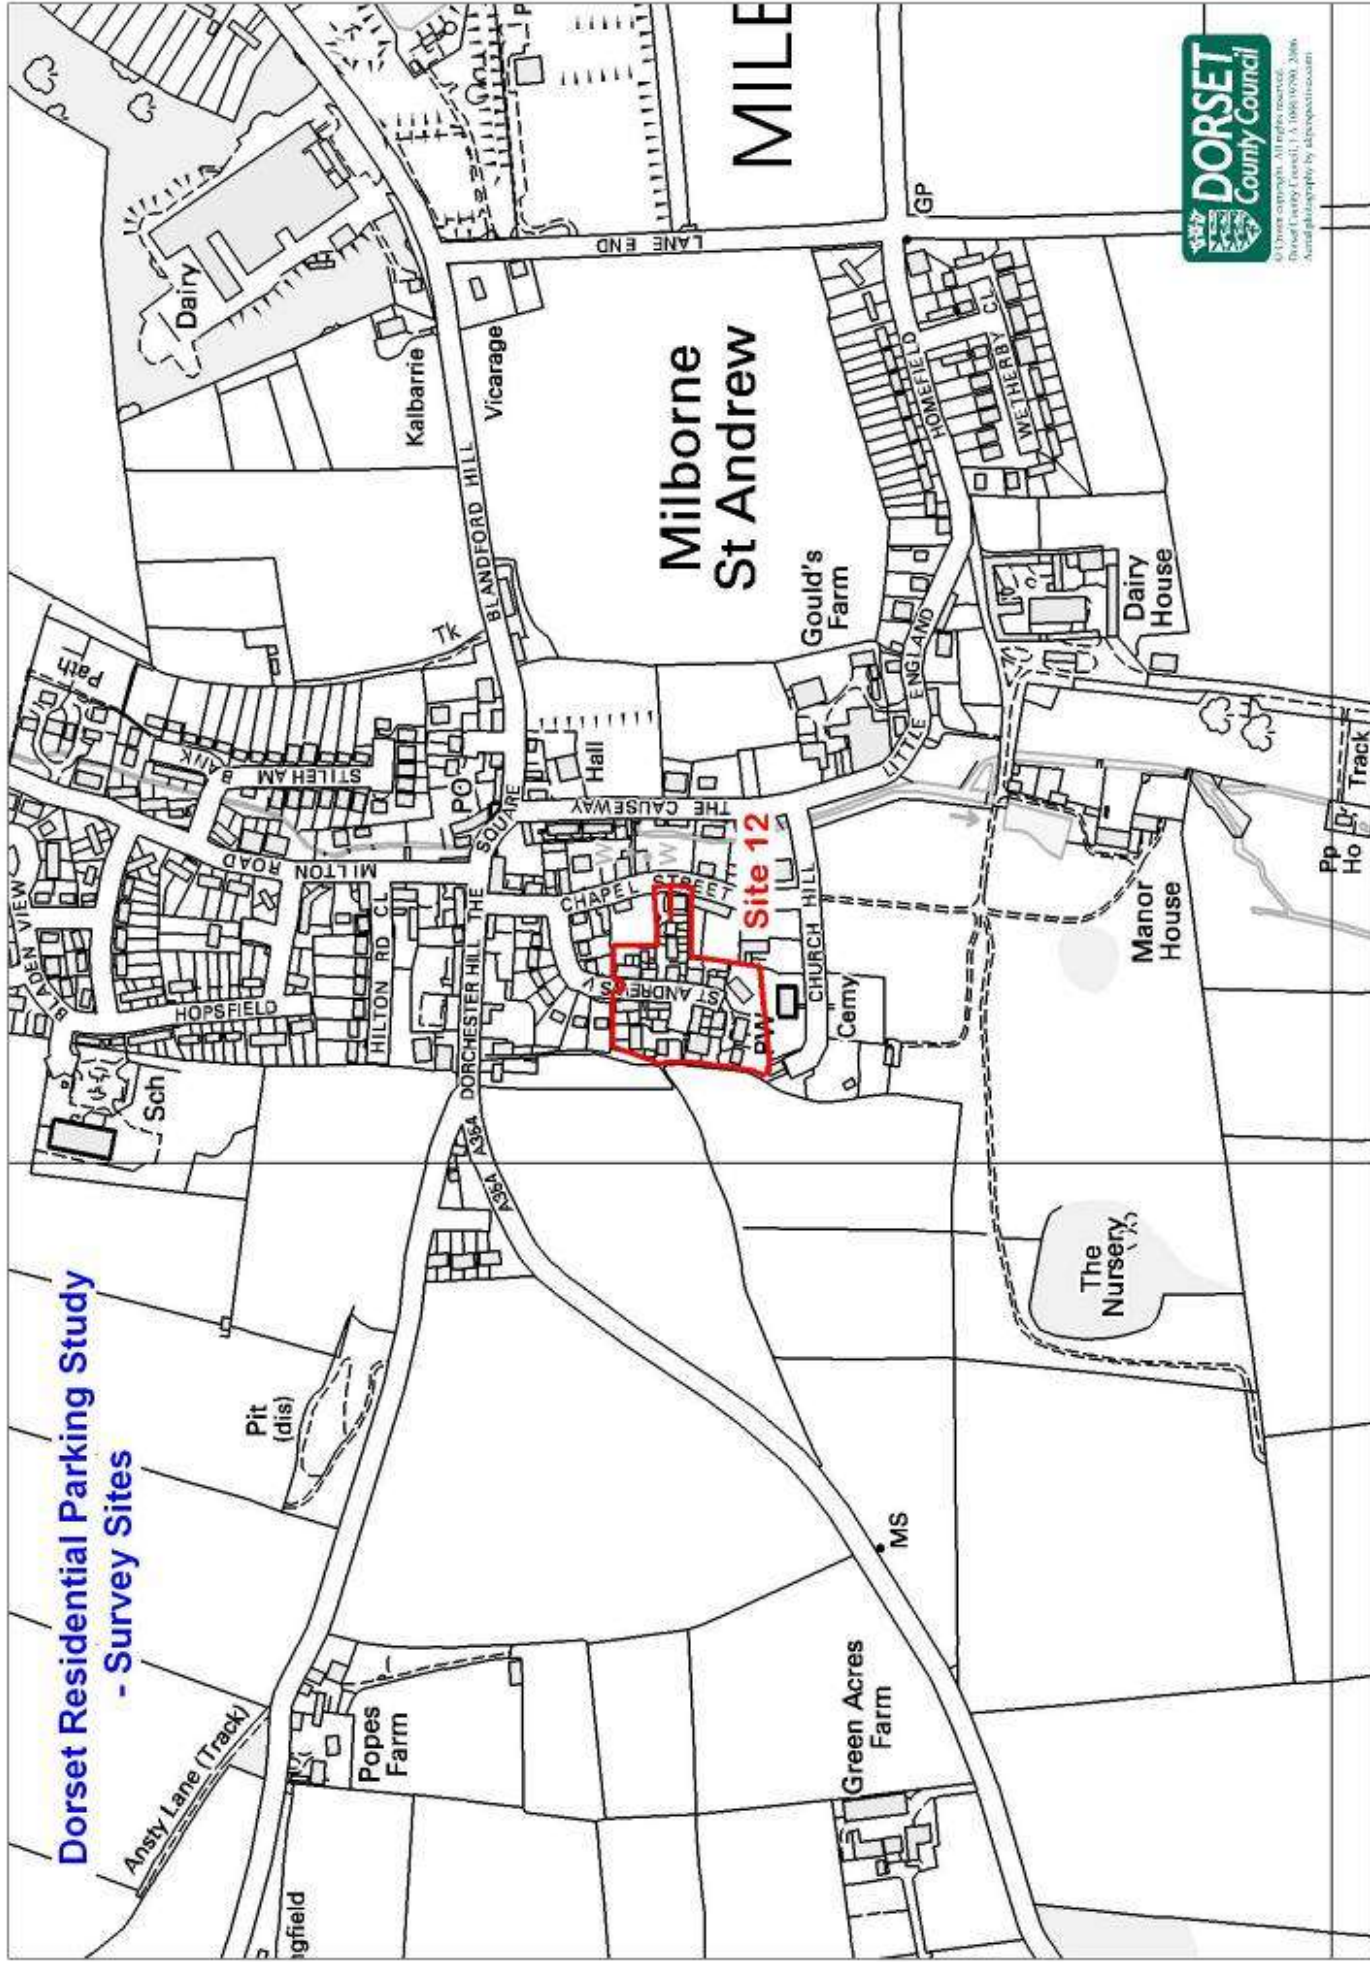 Dorset Residential Parking Study
- Survey Sites
Ansty Lane (Track)
ngfield
Popes
Farm
Green Acres
Farm
MS
Pit
(dis)
The
Nursery
A354
A354
Sch
BLADEN VIEW
HOPSFIELD
HILTON RD CL
DORCHESTER HILL
THE
SQUARE
MILTON
ROAD
STILEHAM
BANK
Path
PO
Tk
BLANDFORD HILL
Hall
THE CAUSEWAY
CHAPEL STREET
ST ANDREWS V
Site 12
PW
CHURCH HILL
Cemy
Manor
House
Pp
Ho
Track
LITTLE ENGLAND
Gould's
Farm
Dairy
House
Milborne
St Andrew
HOMEFIELD
WETHERBY CL
GP
LANE END
Vicarage
Kalbarrie
Dairy
MILE
P
W
W
DORSET
County Council